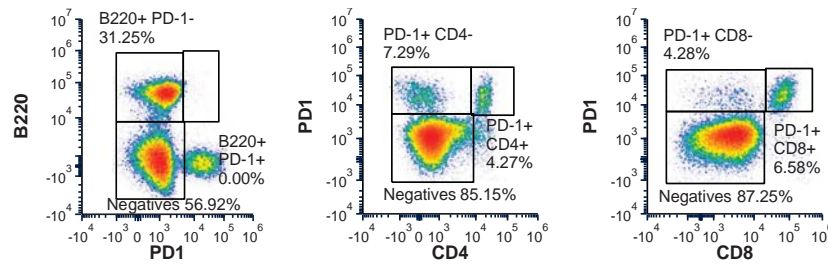 B220+ PD-1-
31.25%
10^7
10^6
10^5
10^4
10^3
-10^3
-10^4
B220
B220+
PD-1+
0.00%
Negatives 56.92%
-10^4 -10^3 0 10^3 10^4 10^5 10^6
PD1
PD-1+ CD4-
7.29%
10^7
10^6
10^5
10^4
10^3
-10^3
-10^4
PD1
PD-1+
CD4+
4.27%
Negatives 85.15%
-10^4 -10^3 0 10^3 10^4 10^5 10^6
CD4
PD-1+ CD8-
4.28%
10^7
10^6
10^5
10^4
10^3
-10^3
-10^4
PD1
PD-1+
CD8+
6.58%
Negatives 87.25%
-10^4 -10^3 0 10^3 10^4 10^5 10^6
CD8